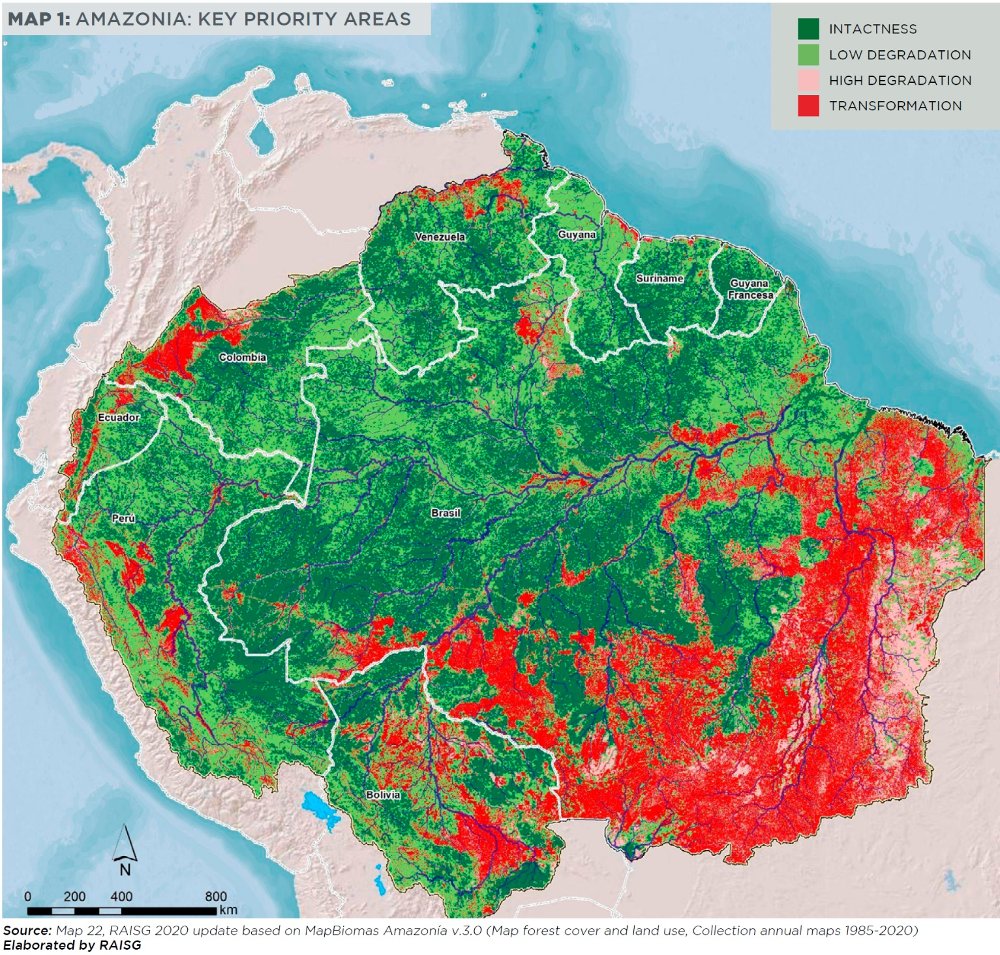 MAP 1: AMAZONIA: KEY PRIORITY AREAS
INTACTNESS
LOW DEGRADATION
HIGH DEGRADATION
TRANSFORMATION
Venezuela
Guyana
Suriname
Guyana
Francesa
Colombia
Ecuador
Perú
Brasil
Bolivia
N
0 200 400 800
km
Source: Map 22, RAISG 2020 update based on MapBiomas Amazonía v.3.0 (Map forest cover and land use, Collection annual maps 1985-2020)
Elaborated by RAISG